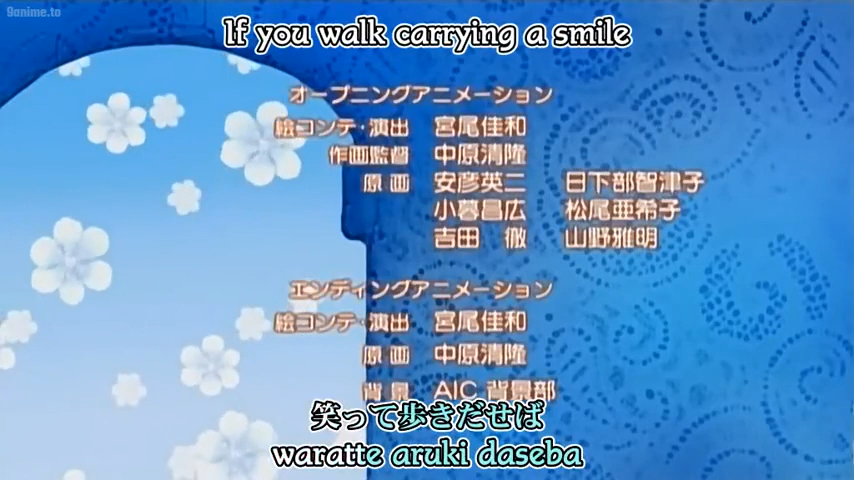 9anime.to
If you walk carrying a smile
オープニングアニメーション
絵コンテ・演出 宮尾佳和
作画監督 中原清隆
原画 安彦英二 日下部智津子
小暮昌広 松尾亜希子
吉田 徹 山野雅明
エンディングアニメーション
絵コンテ・演出 宮尾佳和
原画 中原清隆
背景 AIC 背景部
笑って歩きだせば
waratte aruki daseba